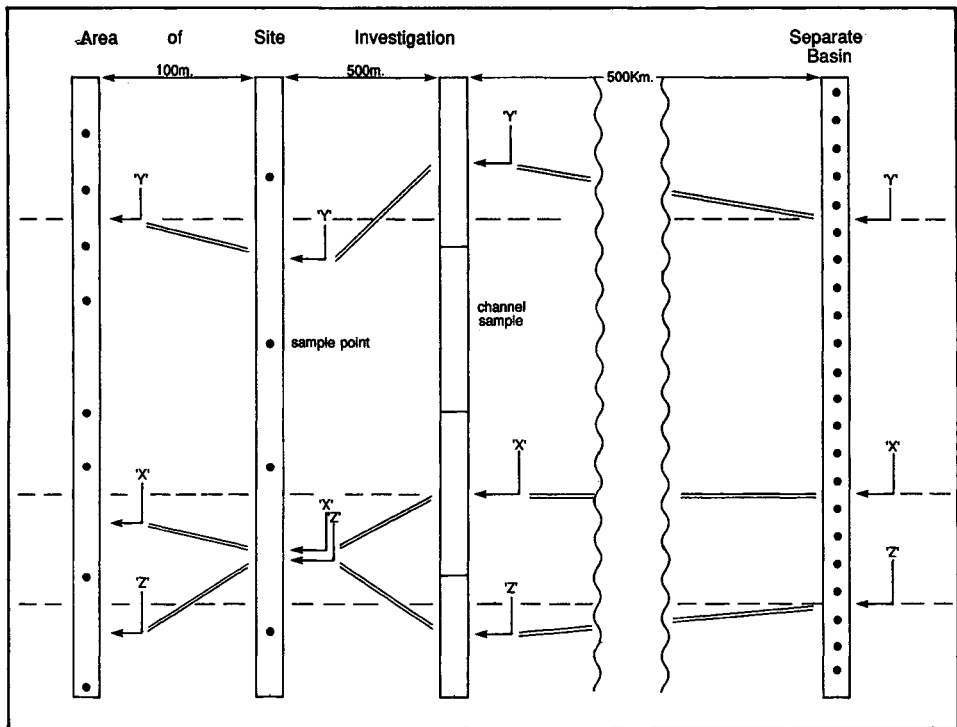 Area of Site Investigation
Separate
Basin
100m.
500m.
500Km.
'Y'
'Y'
'Y'
'Y'
channel
sample
sample point
'X'
'X'
'X'
'X'
'Z'
'Z'
'Z'
'Z'